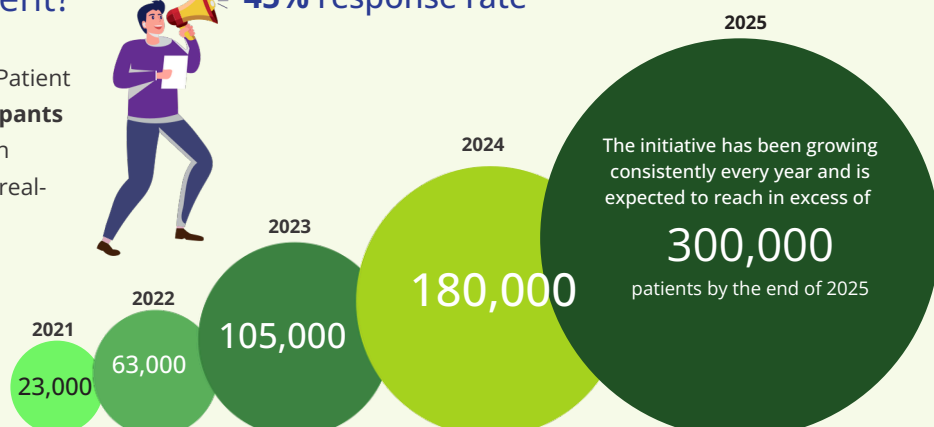 ent?
45% response rate
Patient
pants
n
real-
2021
23,000
2022
63,000
2023
105,000
2024
180,000
2025
The initiative has been growing
consistently every year and is
expected to reach in excess of
300,000
patients by the end of 2025